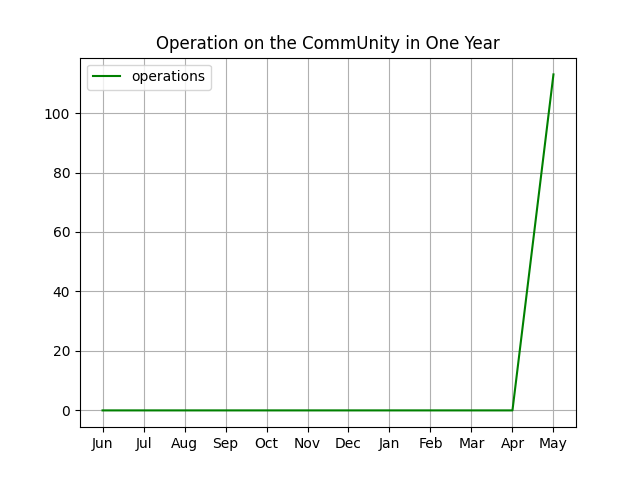 Operation on the CommUnity in One Year
operations
100
80
60
40
20
0
Jun Jul Aug Sep Oct Nov Dec Jan Feb Mar Apr May